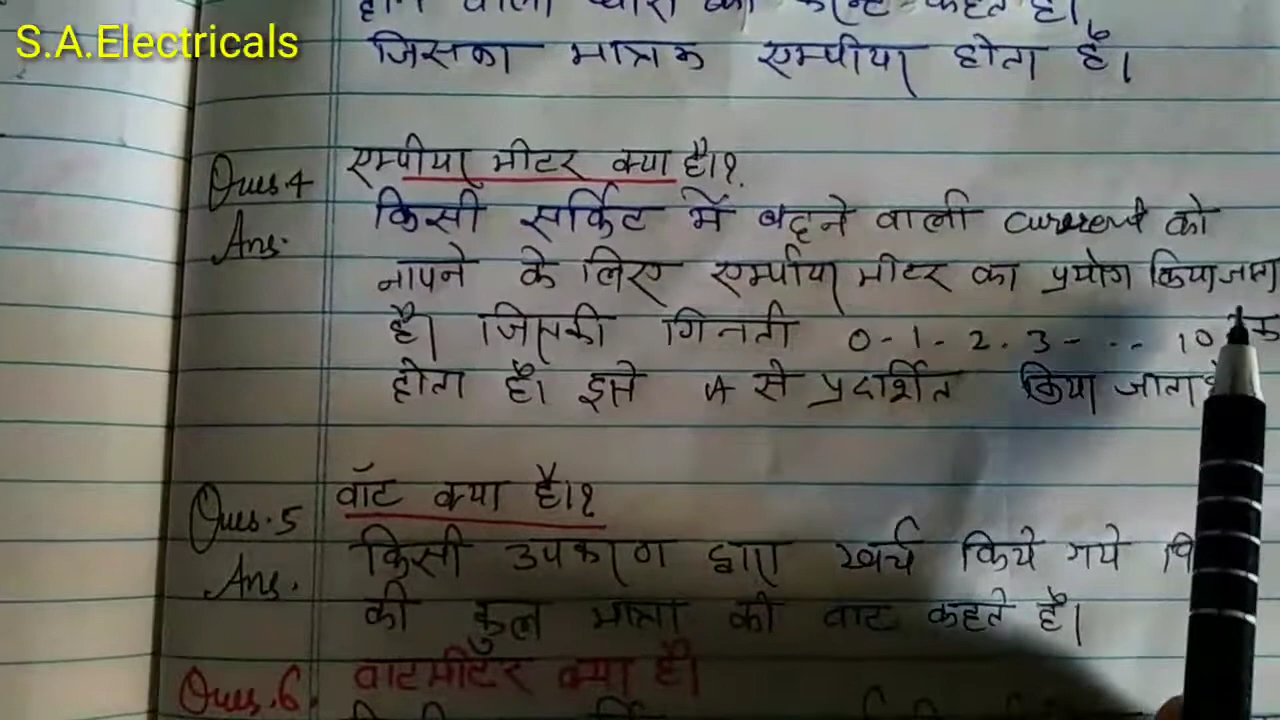 S.A.Electricals
होने वाली को कहते है।
जिसका मात्रक एम्पीयर होता है।
Ques.4 एम्पीयर मीटर क्या है।?
Ans. किसी सर्किट में बहने वाली current को
नापने के लिए एम्पीयर मीटर का प्रयोग किया जाता
है। जिसकी गिनती 0-1-2.3-... 10 तक
होता है। इसे A से प्रदर्शित किया जाता है
Ques.5 वॉट क्या है।?
Ans. किसी उपकरण द्वारा खर्च किये गये वि
की कुल मात्रा को वाट कहते है।
Ques.6. वाटमीटर क्या है।